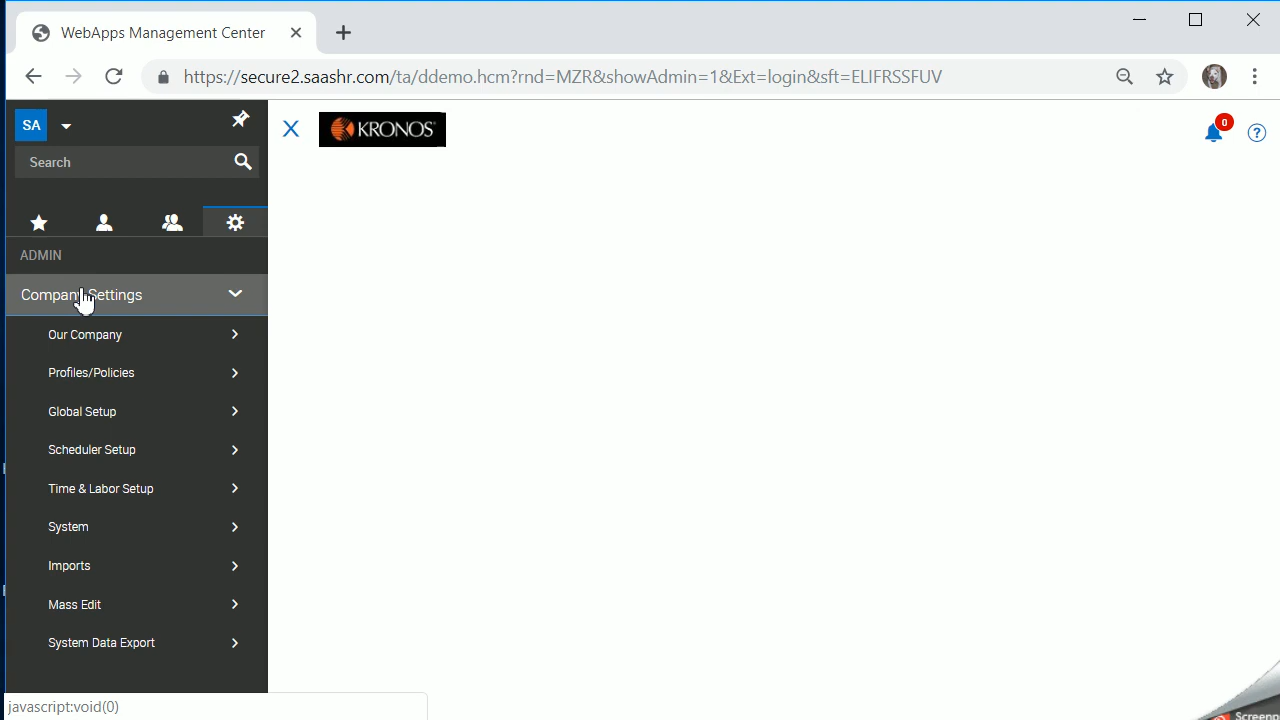 WebApps Management Center
https://secure2.saashr.com/ta/ddemo.hcm?rnd=MZR&showAdmin=1&Ext=login&sft=ELIFRSSFUV
SA
KRONOS
0
Search
ADMIN
Company Settings
Our Company
Profiles/Policies
Global Setup
Scheduler Setup
Time & Labor Setup
System
Imports
Mass Edit
System Data Export
javascript:void(0)